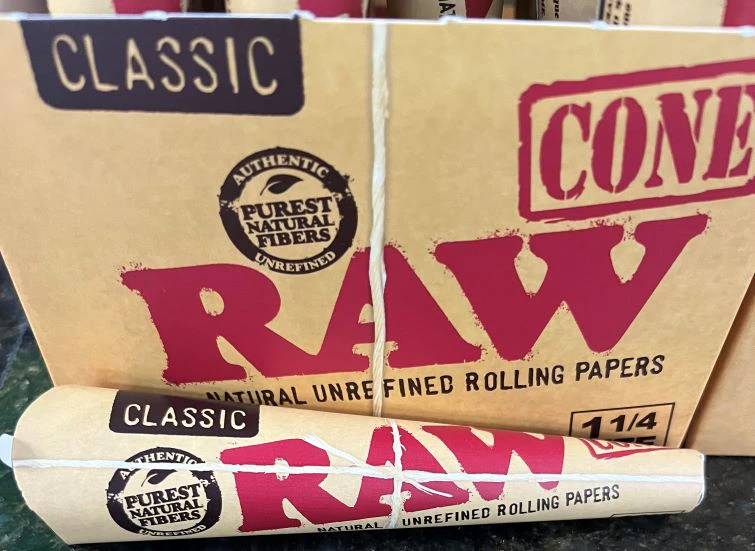 CLASSIC
CONE
AUTHENTIC
PUREST
NATURAL
FIBERS
UNREFINED
RAW
NATURAL UNREFINED ROLLING PAPERS
1 1/4
CLASSIC
AUTHENTIC
PUREST
NATURAL
FIBERS
UNREFINED
RAW
NATURAL UNREFINED ROLLING PAPERS